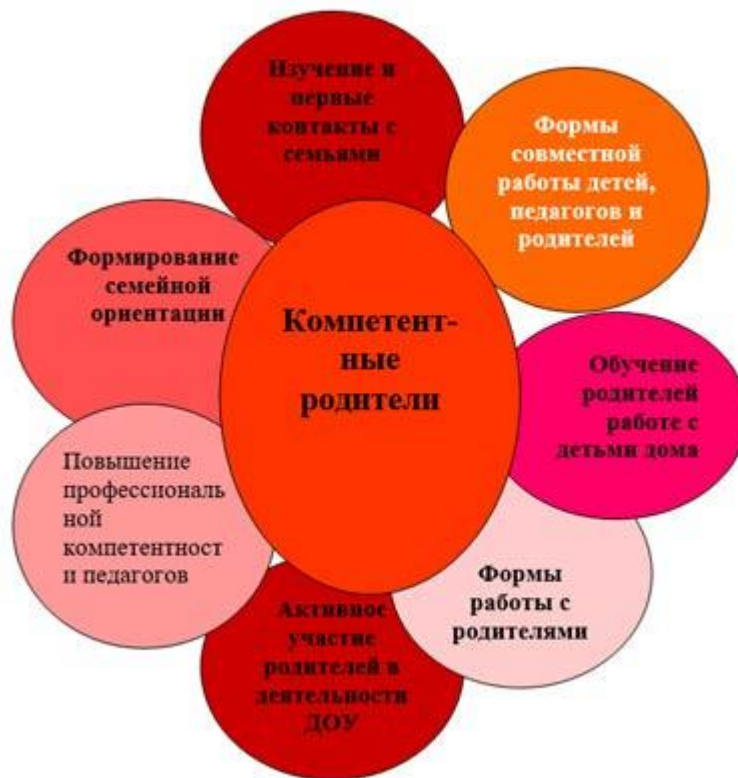 Изучение и
первые
контакты с
семьями
Формы
совместной
работы детей,
педагогов и
родителей
Формирование
семейной
ориентации
Компетент-
ные
родители
Обучение
родителей
работе с
детьми дома
Повышение
профессиональ
ной
компетентност
и педагогов
Формы
работы с
родителями
Активное
участие
родителей в
деятельности
ДОУ